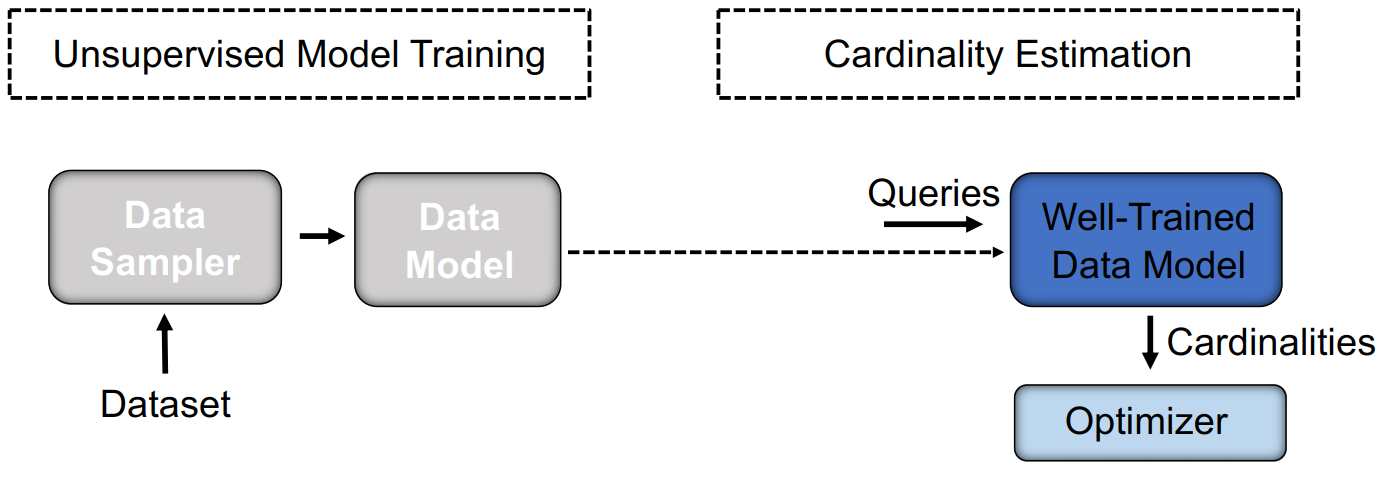 Unsupervised Model Training
Cardinality Estimation
Data
Sampler
Data
Model
Dataset
Queries
Well-Trained
Data Model
Cardinalities
Optimizer